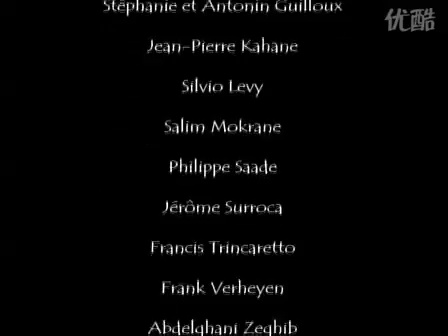 Stéphanie et Antonin Guilloux
优酷
Jean-Pierre Kahane
Silvio Levy
Salim Mokrane
Philippe Saade
Jérôme Surroca
Francis Trincaretto
Frank Verheyen
Abdelghani Zeghib